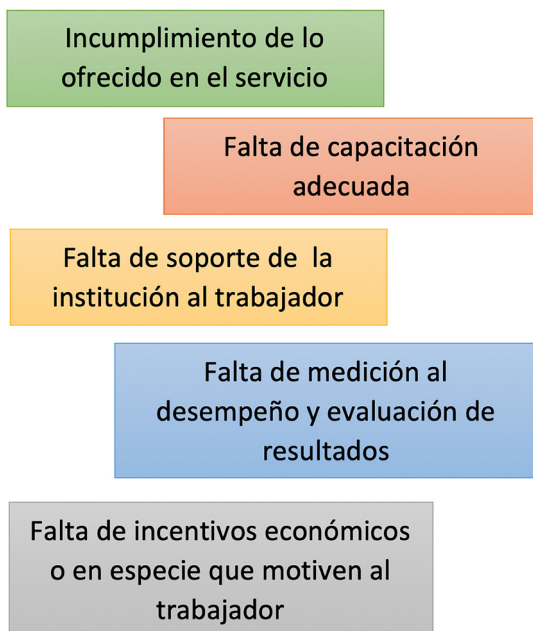 Incumplimiento de lo
ofrecido en el servicio
Falta de capacitación
adecuada
Falta de soporte de la
institución al trabajador
Falta de medición al
desempeño y evaluación de
resultados
Falta de incentivos económicos
o en especie que motiven al
trabajador